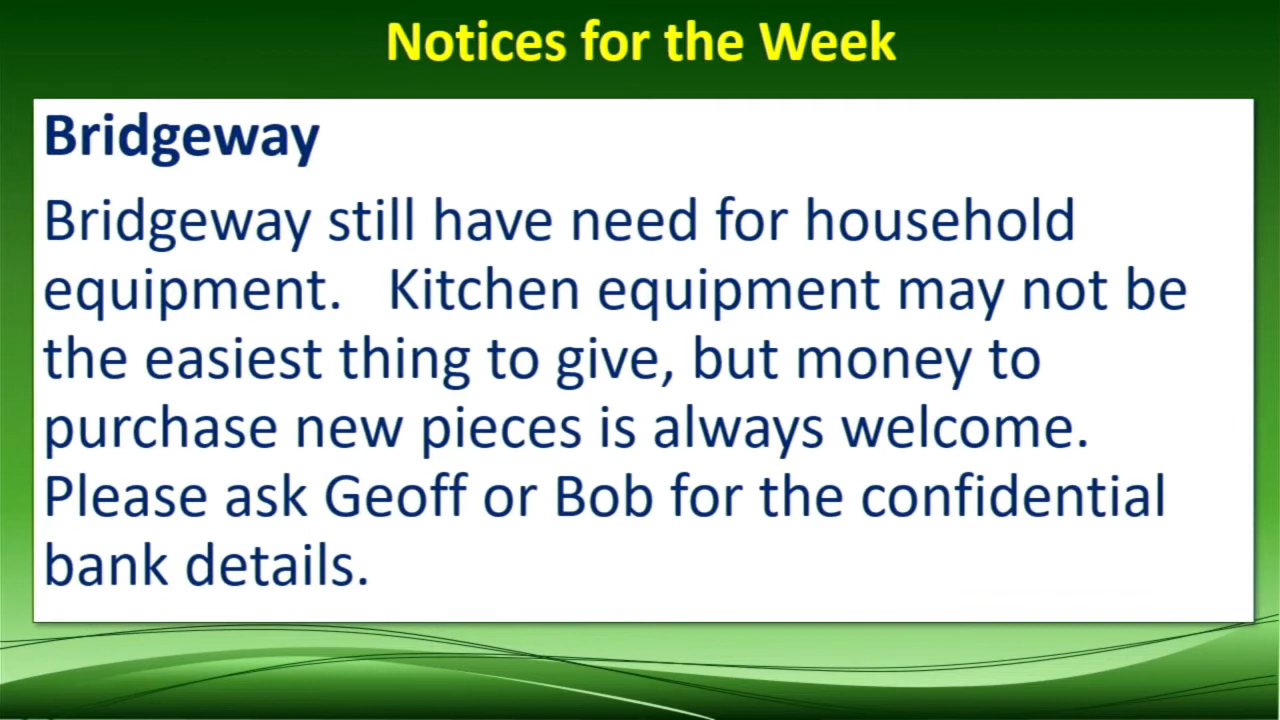 Notices for the Week
Bridgeway
Bridgeway still have need for household
equipment.   Kitchen equipment may not be
the easiest thing to give, but money to
purchase new pieces is always welcome.
Please ask Geoff or Bob for the confidential
bank details.